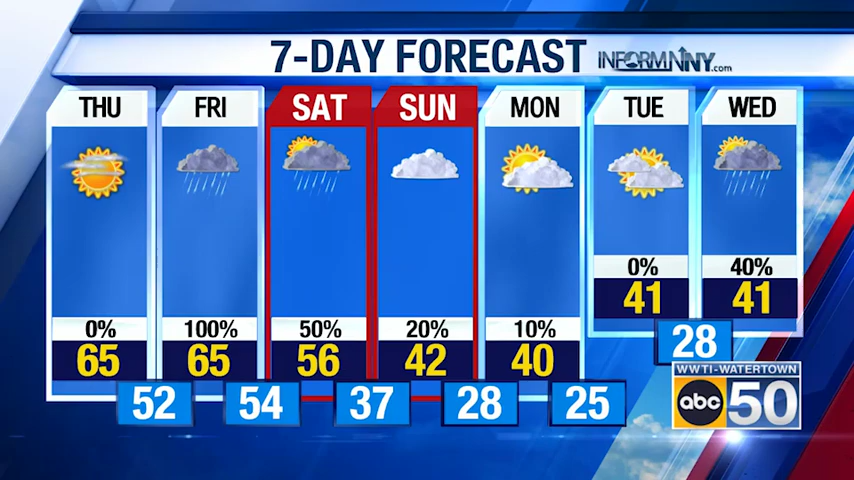 7-DAY FORECAST INFORMNNY.com
THU FRI SAT SUN MON TUE WED
0% 40%
41 41
0% 100% 50% 20% 10%
65 65 56 42 40
28
52 54 37 28 25
WWTI-WATERTOWN
abc 50